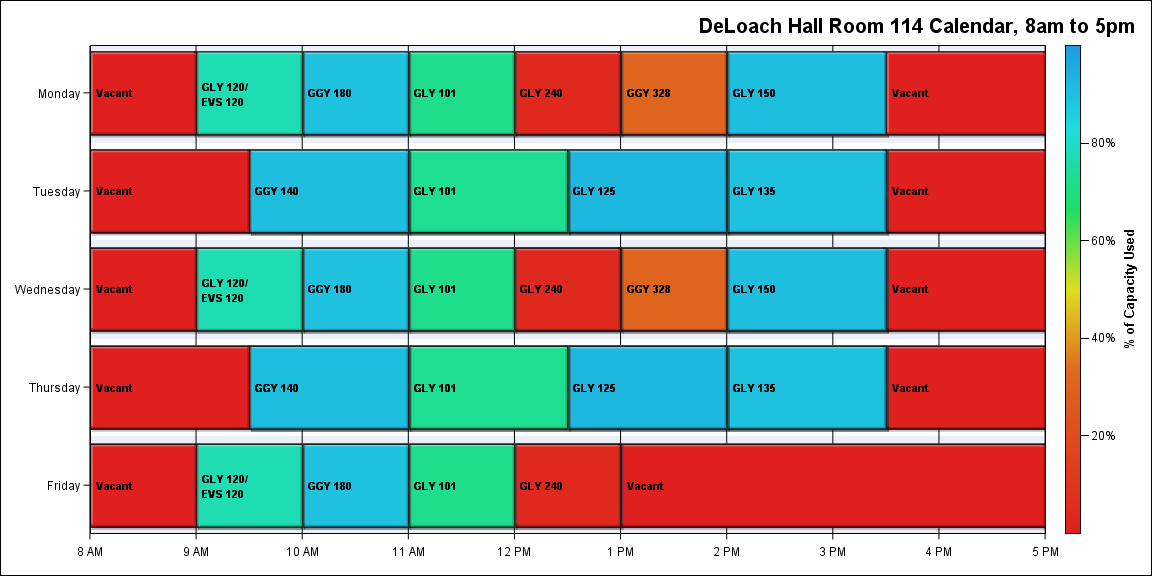 DeLoach Hall Room 114 Calendar, 8am to 5pm
Monday
Vacant
GLY 120/
EVS 120
GGY 180
GLY 101
GLY 240
GGY 328
GLY 150
Vacant
Tuesday
Vacant
GGY 140
GLY 101
GLY 125
GLY 135
Vacant
Wednesday
Vacant
GLY 120/
EVS 120
GGY 180
GLY 101
GLY 240
GGY 328
GLY 150
Vacant
Thursday
Vacant
GGY 140
GLY 101
GLY 125
GLY 135
Vacant
Friday
Vacant
GLY 120/
EVS 120
GGY 180
GLY 101
GLY 240
Vacant
8 AM
9 AM
10 AM
11 AM
12 PM
1 PM
2 PM
3 PM
4 PM
5 PM
80%
60%
40%
20%
% of Capacity Used